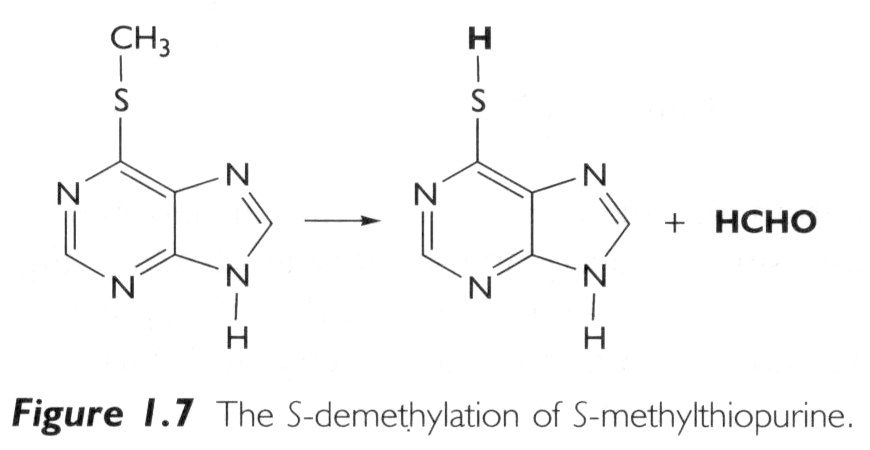 CH3 H
S S
N N N N
+ HCHO
N N N N
H H
Figure 1.7 The S-demethylation of S-methylthiopurine.